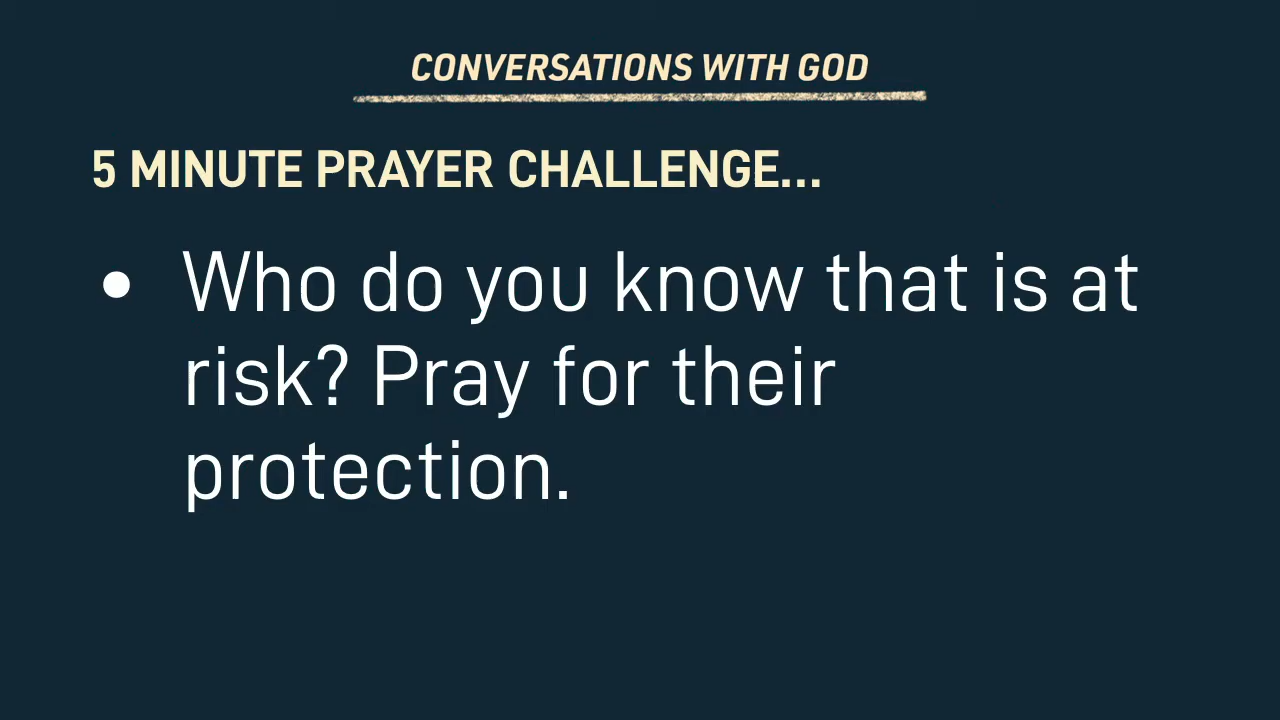 CONVERSATIONS WITH GOD
5 MINUTE PRAYER CHALLENGE...
• Who do you know that is at
risk? Pray for their
protection.